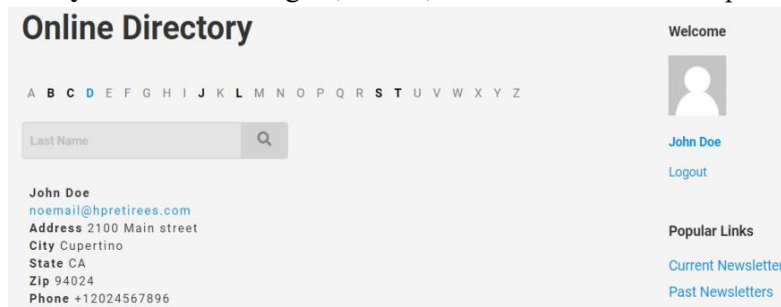 Online Directory
A B C D E F G H I J K L M N O P Q R S T U V W X Y Z
Last Name
John Doe
noemail@hpretirees.com
Address 2100 Main street
City Cupertino
State CA
Zip 94024
Phone +12024567896
Welcome
John Doe
Logout
Popular Links
Current Newsletter
Past Newsletters